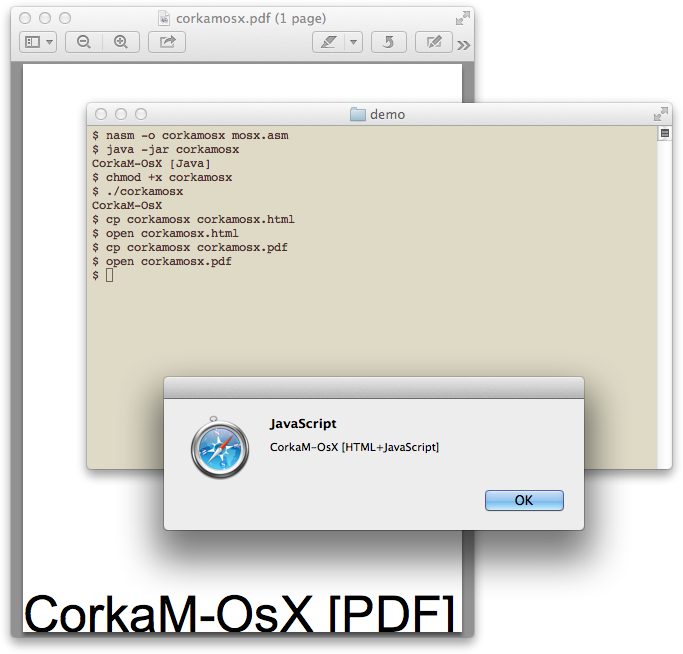 corkamosx.pdf (1 page)
demo
$ nasm -o corkamosx mosx.asm
$ java -jar corkamosx
CorkaM-OsX [Java]
$ chmod +x corkamosx
$ ./corkamosx
CorkaM-OsX
$ cp corkamosx corkamosx.html
$ open corkamosx.html
$ cp corkamosx corkamosx.pdf
$ open corkamosx.pdf
$
JavaScript
CorkaM-OsX [HTML+JavaScript]
OK
CorkaM-OsX [PDF]